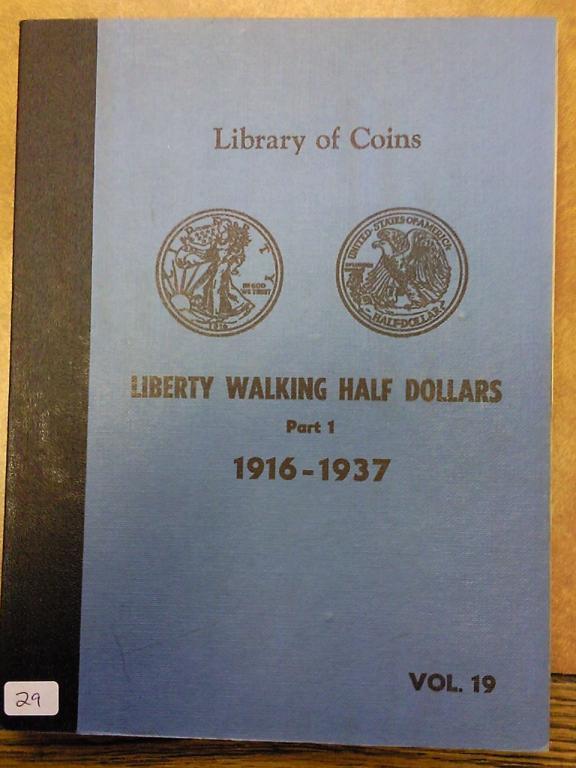 Library of Coins
LIBERTY
IN GOD
WE TRUST
1916
UNITED STATES OF AMERICA
HALF DOLLAR
LIBERTY WALKING HALF DOLLARS
Part 1
1916-1937
VOL. 19
29